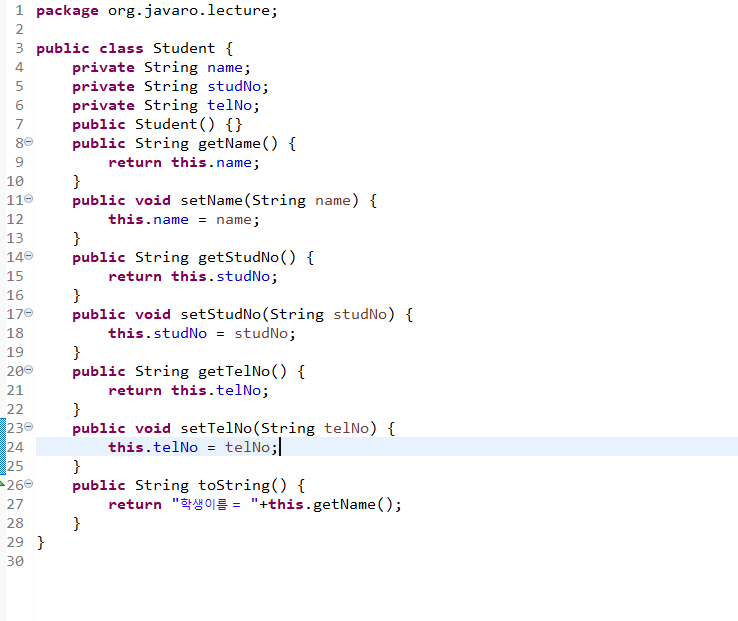 1 package org.javaro.lecture;
2
3 public class Student {
4     private String name;
5     private String studNo;
6     private String telNo;
7     public Student() {}
8     public String getName() {
9         return this.name;
10     }
11     public void setName(String name) {
12         this.name = name;
13     }
14     public String getStudNo() {
15         return this.studNo;
16     }
17     public void setStudNo(String studNo) {
18         this.studNo = studNo;
19     }
20     public String getTelNo() {
21         return this.telNo;
22     }
23     public void setTelNo(String telNo) {
24         this.telNo = telNo;
25     }
26     public String toString() {
27         return "학생이름 = "+this.getName();
28     }
29 }
30